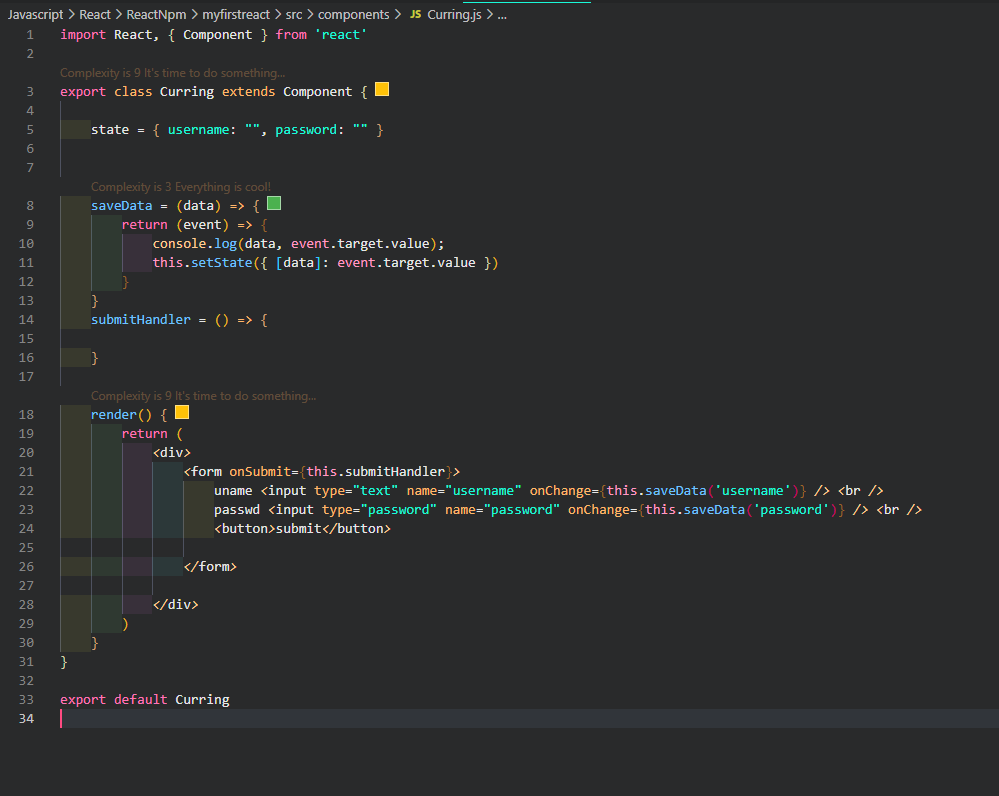 Javascript > React > ReactNpm > myfirstreact > src > components > JS Curring.js > ...
1 import React, { Component } from 'react'
2
Complexity is 9 It's time to do something...
3 export class Curring extends Component {
4
5     state = { username: "", password: "" }
6
7
Complexity is 3 Everything is cool!
8     saveData = (data) => {
9         return (event) => {
10             console.log(data, event.target.value);
11             this.setState({ [data]: event.target.value })
12         }
13     }
14     submitHandler = () => {
15
16     }
17
Complexity is 9 It's time to do something...
18     render() {
19         return (
20             <div>
21                 <form onSubmit={this.submitHandler}>
22                     uname <input type="text" name="username" onChange={this.saveData('username')} /> <br />
23                     passwd <input type="password" name="password" onChange={this.saveData('password')} /> <br />
24                     <button>submit</button>
25
26                 </form>
27
28             </div>
29         )
30     }
31 }
32
33 export default Curring
34